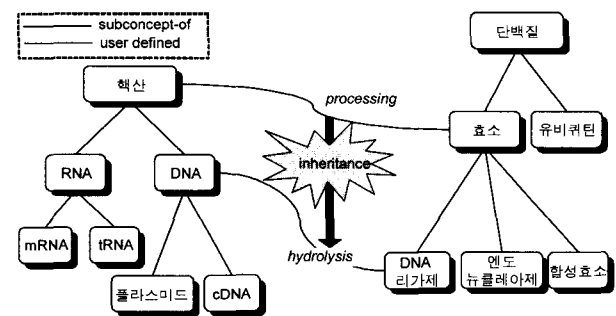 subconcept-of
user defined
단백질
핵산
processing
효소
유비퀴틴
inheritance
RNA
DNA
mRNA
tRNA
hydrolysis
DNA
리가제
엔도
뉴클레아제
합성효소
플라스미드
cDNA